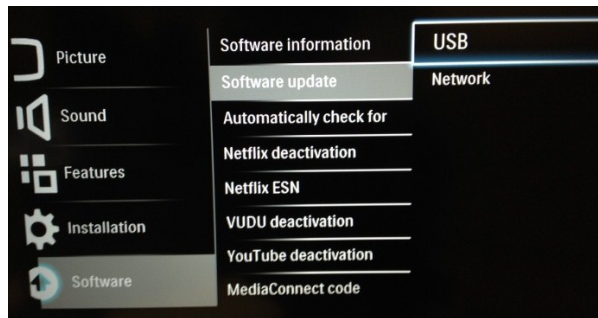 Picture
Sound
Features
Installation
Software
Software information
Software update
Automatically check for
Netflix deactivation
Netflix ESN
VUDU deactivation
YouTube deactivation
MediaConnect code
USB
Network